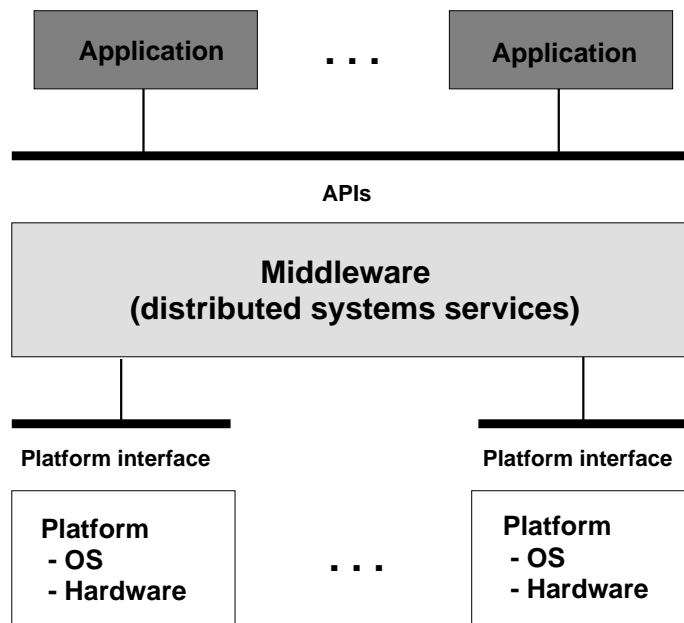 Application . . . Application
APIs
Middleware
(distributed systems services)
Platform interface Platform interface
Platform Platform
- OS - OS
- Hardware . . . - Hardware